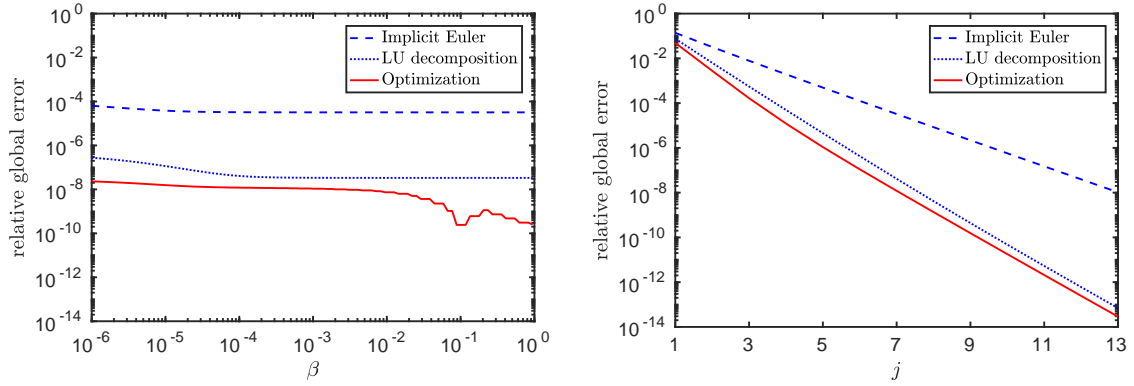 relative global error
10^0
10^-2
10^-4
10^-6
10^-8
10^-10
10^-12
10^-14
Implicit Euler
LU decomposition
Optimization
10^-6 10^-5 10^-4 10^-3 10^-2 10^-1 10^0
β
relative global error
10^0
10^-2
10^-4
10^-6
10^-8
10^-10
10^-12
10^-14
Implicit Euler
LU decomposition
Optimization
1 3 5 7 9 11 13
j